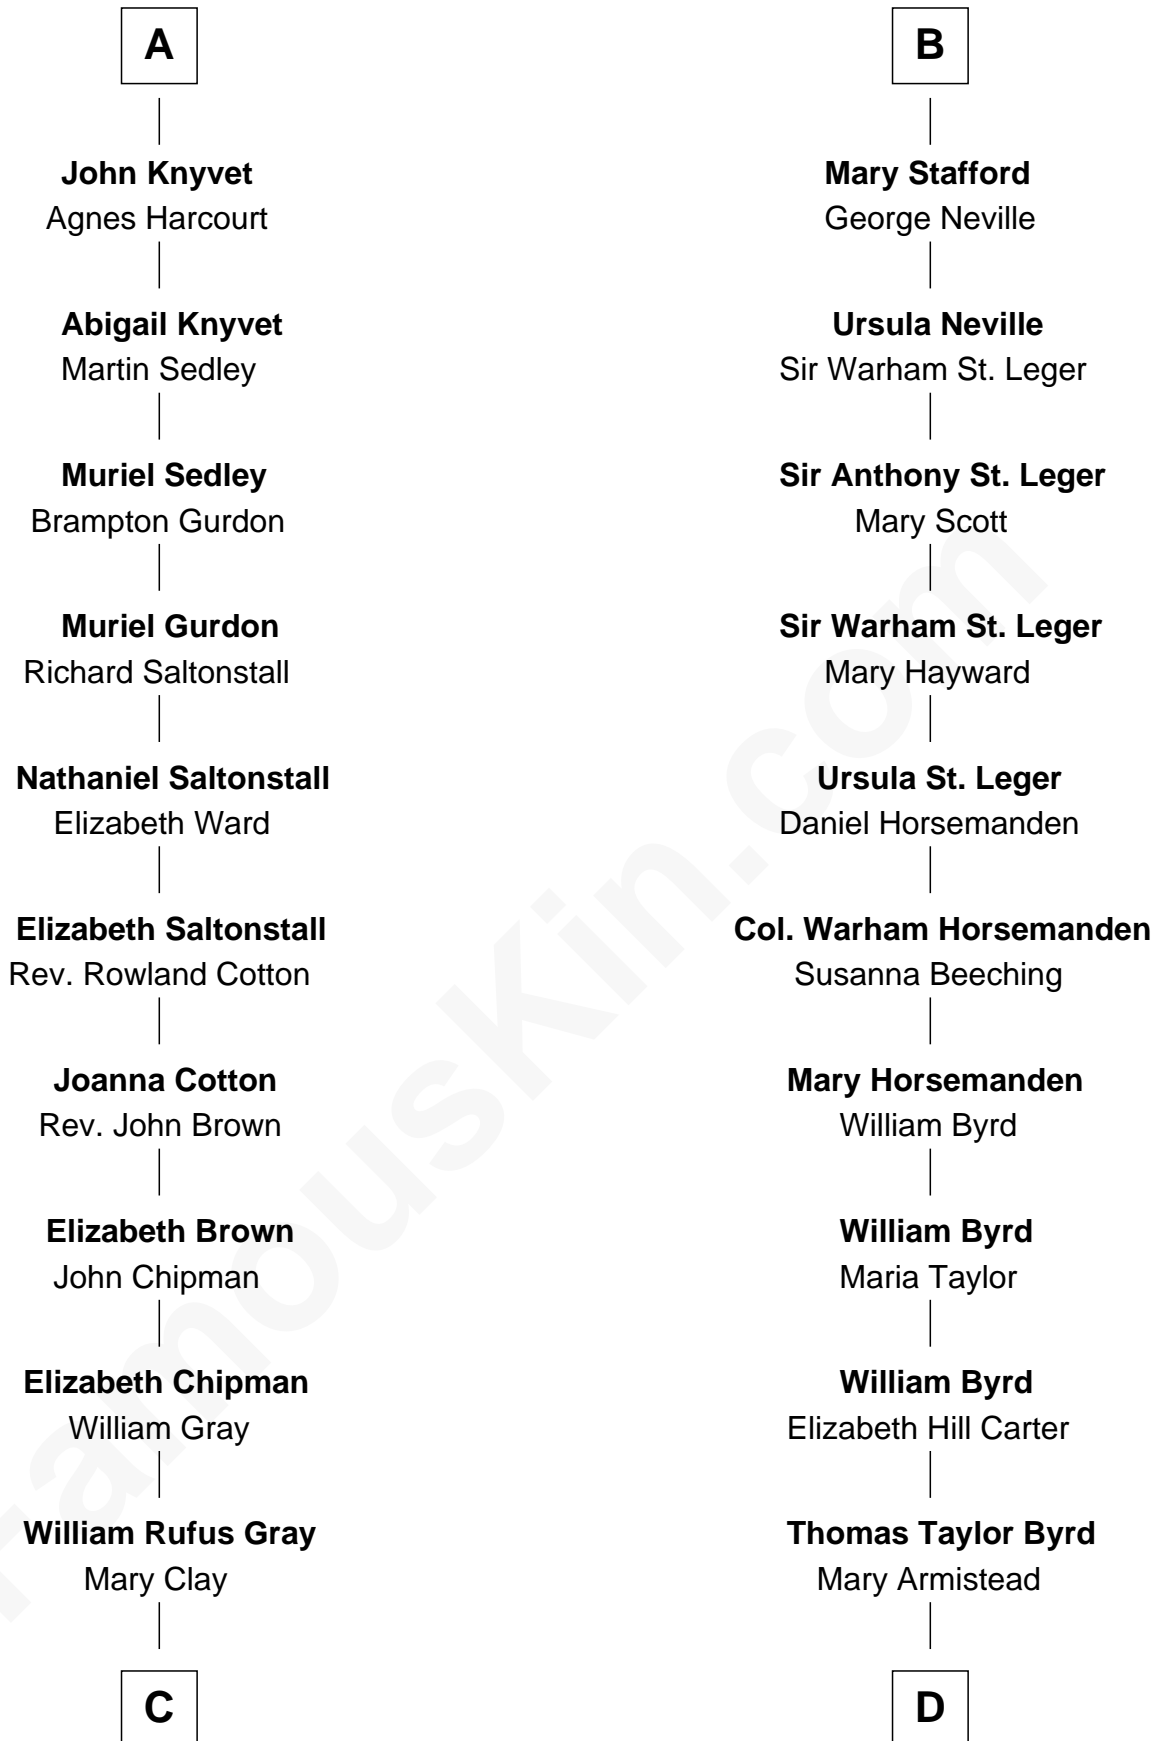 A
John Knyvet
Agnes Harcourt
Abigail Knyvet
Martin Sedley
Muriel Sedley
Brampton Gurdon
Muriel Gurdon
Richard Saltonstall
Nathaniel Saltonstall
Elizabeth Ward
Elizabeth Saltonstall
Rev. Rowland Cotton
Joanna Cotton
Rev. John Brown
Elizabeth Brown
John Chipman
Elizabeth Chipman
William Gray
William Rufus Gray
Mary Clay
C
B
Mary Stafford
George Neville
Ursula Neville
Sir Warham St. Leger
Sir Anthony St. Leger
Mary Scott
Sir Warham St. Leger
Mary Hayward
Ursula St. Leger
Daniel Horsemanden
Col. Warham Horsemanden
Susanna Beeching
Mary Horsemanden
William Byrd
William Byrd
Maria Taylor
William Byrd
Elizabeth Hill Carter
Thomas Taylor Byrd
Mary Armistead
D
FamousKin.com